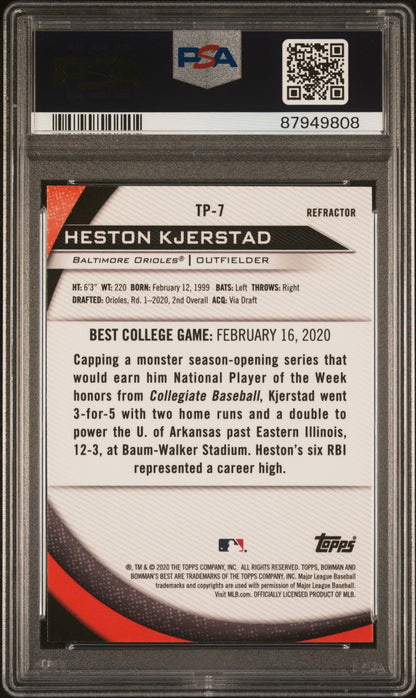 PSA
87949808
TP-7
REFRACTOR
HESTON KJERSTAD
BALTIMORE ORIOLES® | OUTFIELDER
HT: 6'3" WT: 220 BORN: February 12, 1999 BATS: Left THROWS: Right
DRAFTED: Orioles, Rd. 1–2020, 2nd Overall ACQ: Via Draft
BEST COLLEGE GAME: FEBRUARY 16, 2020
Capping a monster season-opening series that
would earn him National Player of the Week
honors from Collegiate Baseball, Kjerstad went
3-for-5 with two home runs and a double to
power the U. of Arkansas past Eastern Illinois,
12-3, at Baum-Walker Stadium. Heston's six RBI
represented a career high.
Topps
®, TM & © 2020 THE TOPPS COMPANY, INC. ALL RIGHTS RESERVED. TOPPS, BOWMAN AND
BOWMAN'S BEST ARE TRADEMARKS OF THE TOPPS COMPANY, INC. Major League Baseball
trademarks and copyrights are used with permission of Major League Baseball.
Visit MLB.com. OFFICIALLY LICENSED PRODUCT OF MLB.